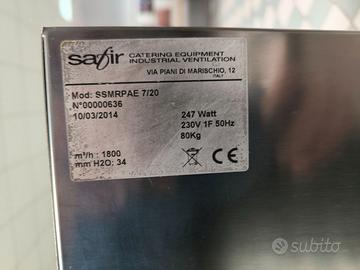 safir
CATERING EQUIPMENT
INDUSTRIAL VENTILATION
VIA PIANI DI MARISCHIO, 12
ITALY
Mod: SSMRPAE 7/20
N°00000636
10/03/2014
247 Watt
230V 1F 50Hz
80Kg
m³/h : 1800
mm H2O; 34
CE
subito